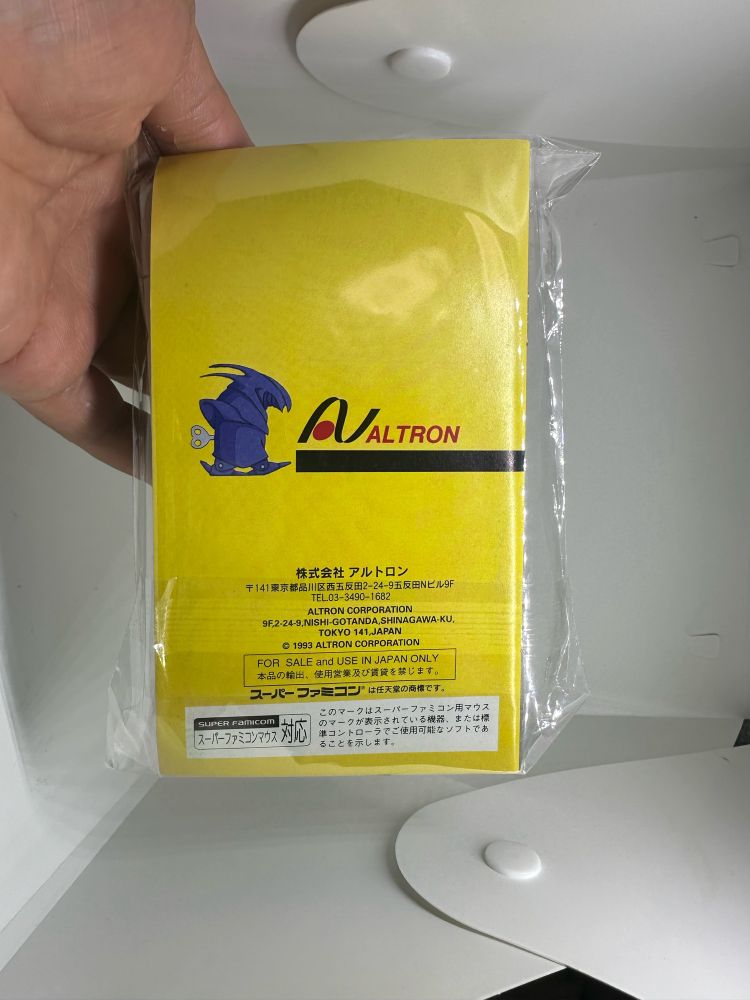 ALTRON
株式会社 アルトロン
〒141東京都品川区西五反田2-24-9五反田Nビル9F
TEL.03-3490-1682
ALTRON CORPORATION
9F,2-24-9,NISHI-GOTANDA,SHINAGAWA-KU,
TOKYO 141,JAPAN
© 1993 ALTRON CORPORATION
FOR SALE and USE IN JAPAN ONLY
本品の輸出、使用営業及び賃貸を禁じます。
スーパーファミコン® は任天堂の商標です。
SUPER FAMICOM
スーパーファミコンマウス 対応
このマークはスーパーファミコン用マウス
のマークが表示されている機器、または標
準コントローラでご使用可能なソフトであ
ることを示します。